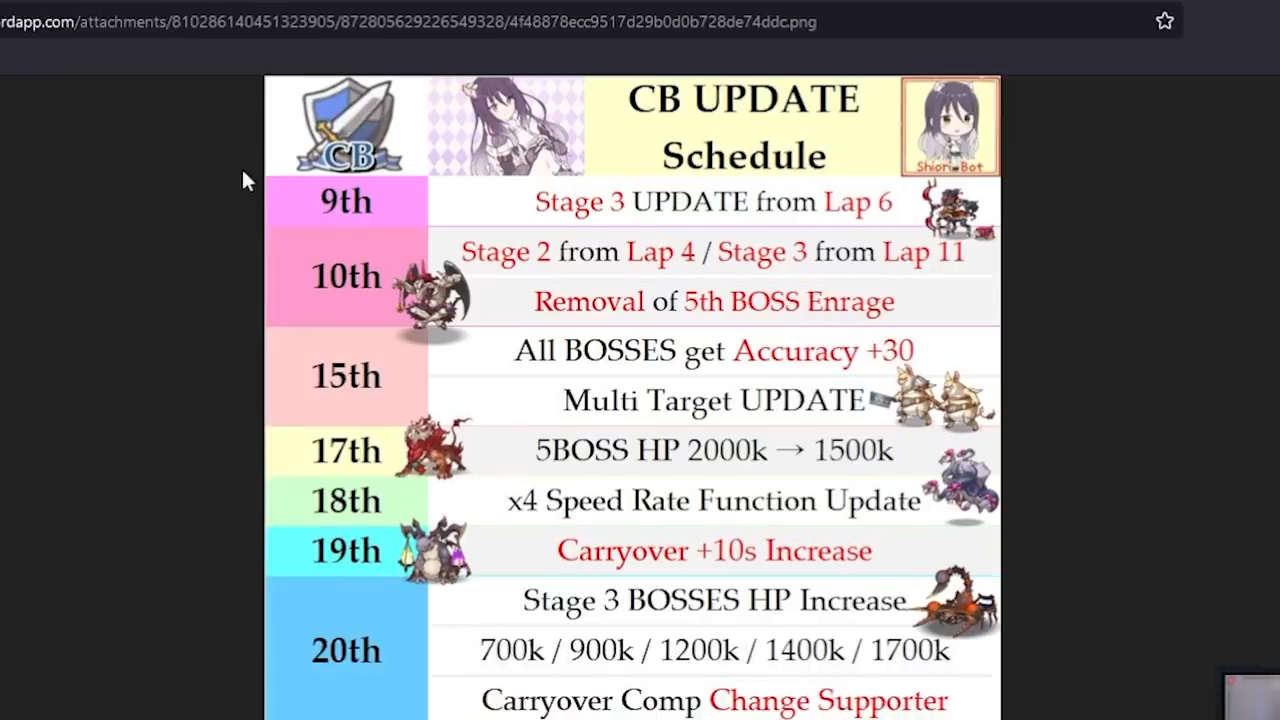 rdapp.com/attachments/810286140451323905/872805629226549328/4f48878ecc9517d29b0d0b728de74ddc.png
CB
CB UPDATE
Schedule
Shiori_Bot
9th
Stage 3 UPDATE from Lap 6
10th
Stage 2 from Lap 4 / Stage 3 from Lap 11
Removal of 5th BOSS Enrage
15th
All BOSSES get Accuracy +30
Multi Target UPDATE
17th
5BOSS HP 2000k → 1500k
18th
x4 Speed Rate Function Update
19th
Carryover +10s Increase
20th
Stage 3 BOSSES HP Increase
700k / 900k / 1200k / 1400k / 1700k
Carryover Comp Change Supporter